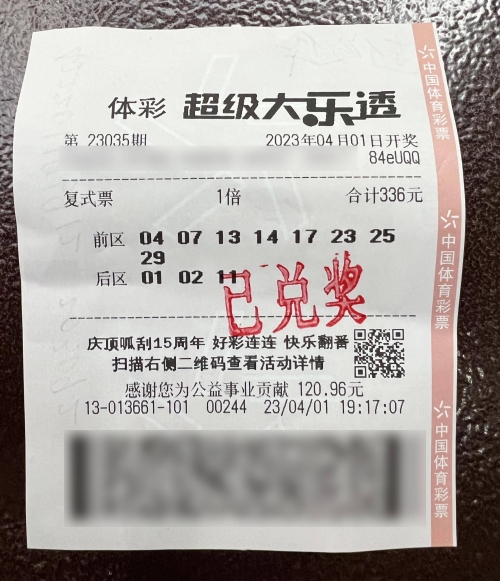 体彩 超级大乐透
第 23035期 2023年04月01日开奖
84eUQQ
复式票 1倍 合计336元
前区 04 07 13 14 17 23 25
29
后区 01 02 11
已兑奖
庆顶呱刮15周年 好彩连连 快乐翻番
扫描右侧二维码查看活动详情
感谢您为公益事业贡献 120.96元
13-013661-101 00244 23/04/01 19:17:07
中国体育彩票
中国体育彩票
中国体育彩票